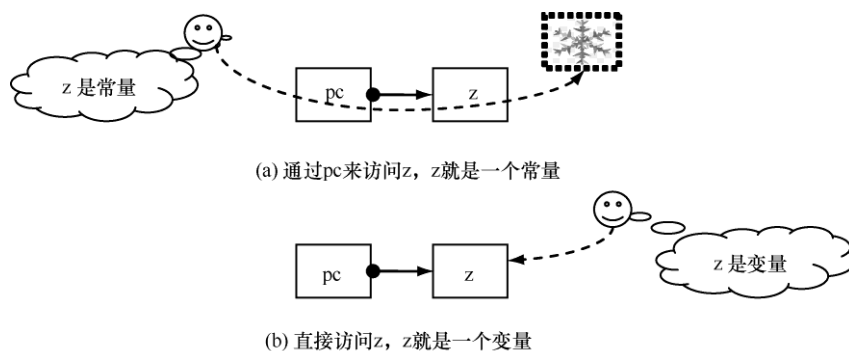 z 是常量
pc
z
(a) 通过pc来访问z，z就是一个常量
pc
z
z 是变量
(b) 直接访问z，z就是一个变量